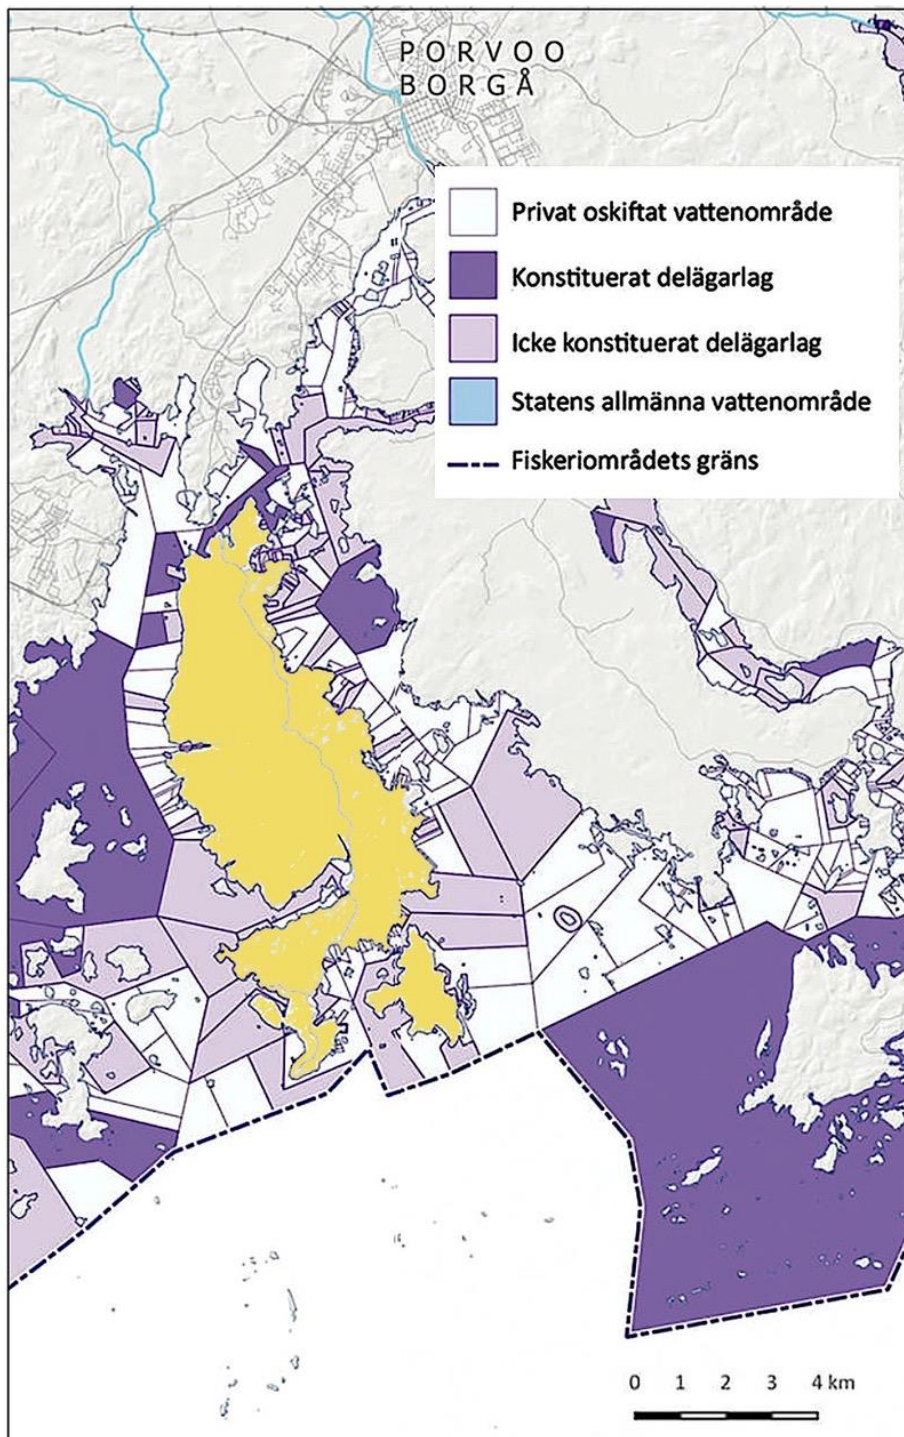 PORVOO
BORGÅ
Privat oskiftat vattenområde
Konstituerat delägarlag
Icke konstituerat delägarlag
Statens allmänna vattenområde
Fiskeriområdets gräns
0 1 2 3 4 km